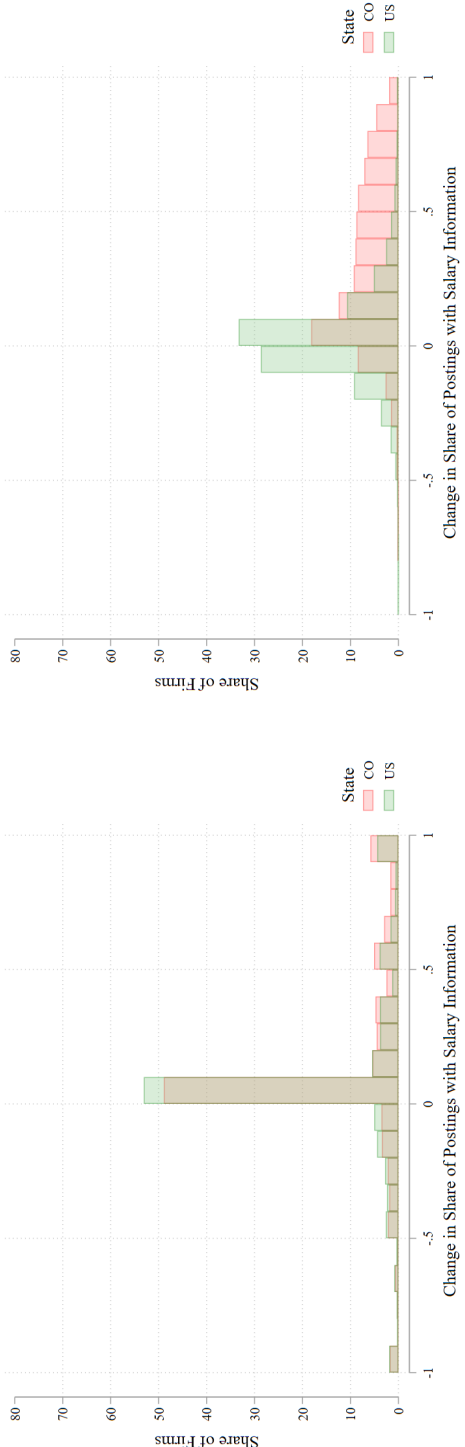 Share of Firms
80
70
60
50
40
30
20
10
0
-1
-.5
0
.5
1
Change in Share of Postings with Salary Information
State
CO
US
Share of Firms
80
70
60
50
40
30
20
10
0
-1
-.5
0
.5
1
Change in Share of Postings with Salary Information
State
CO
US